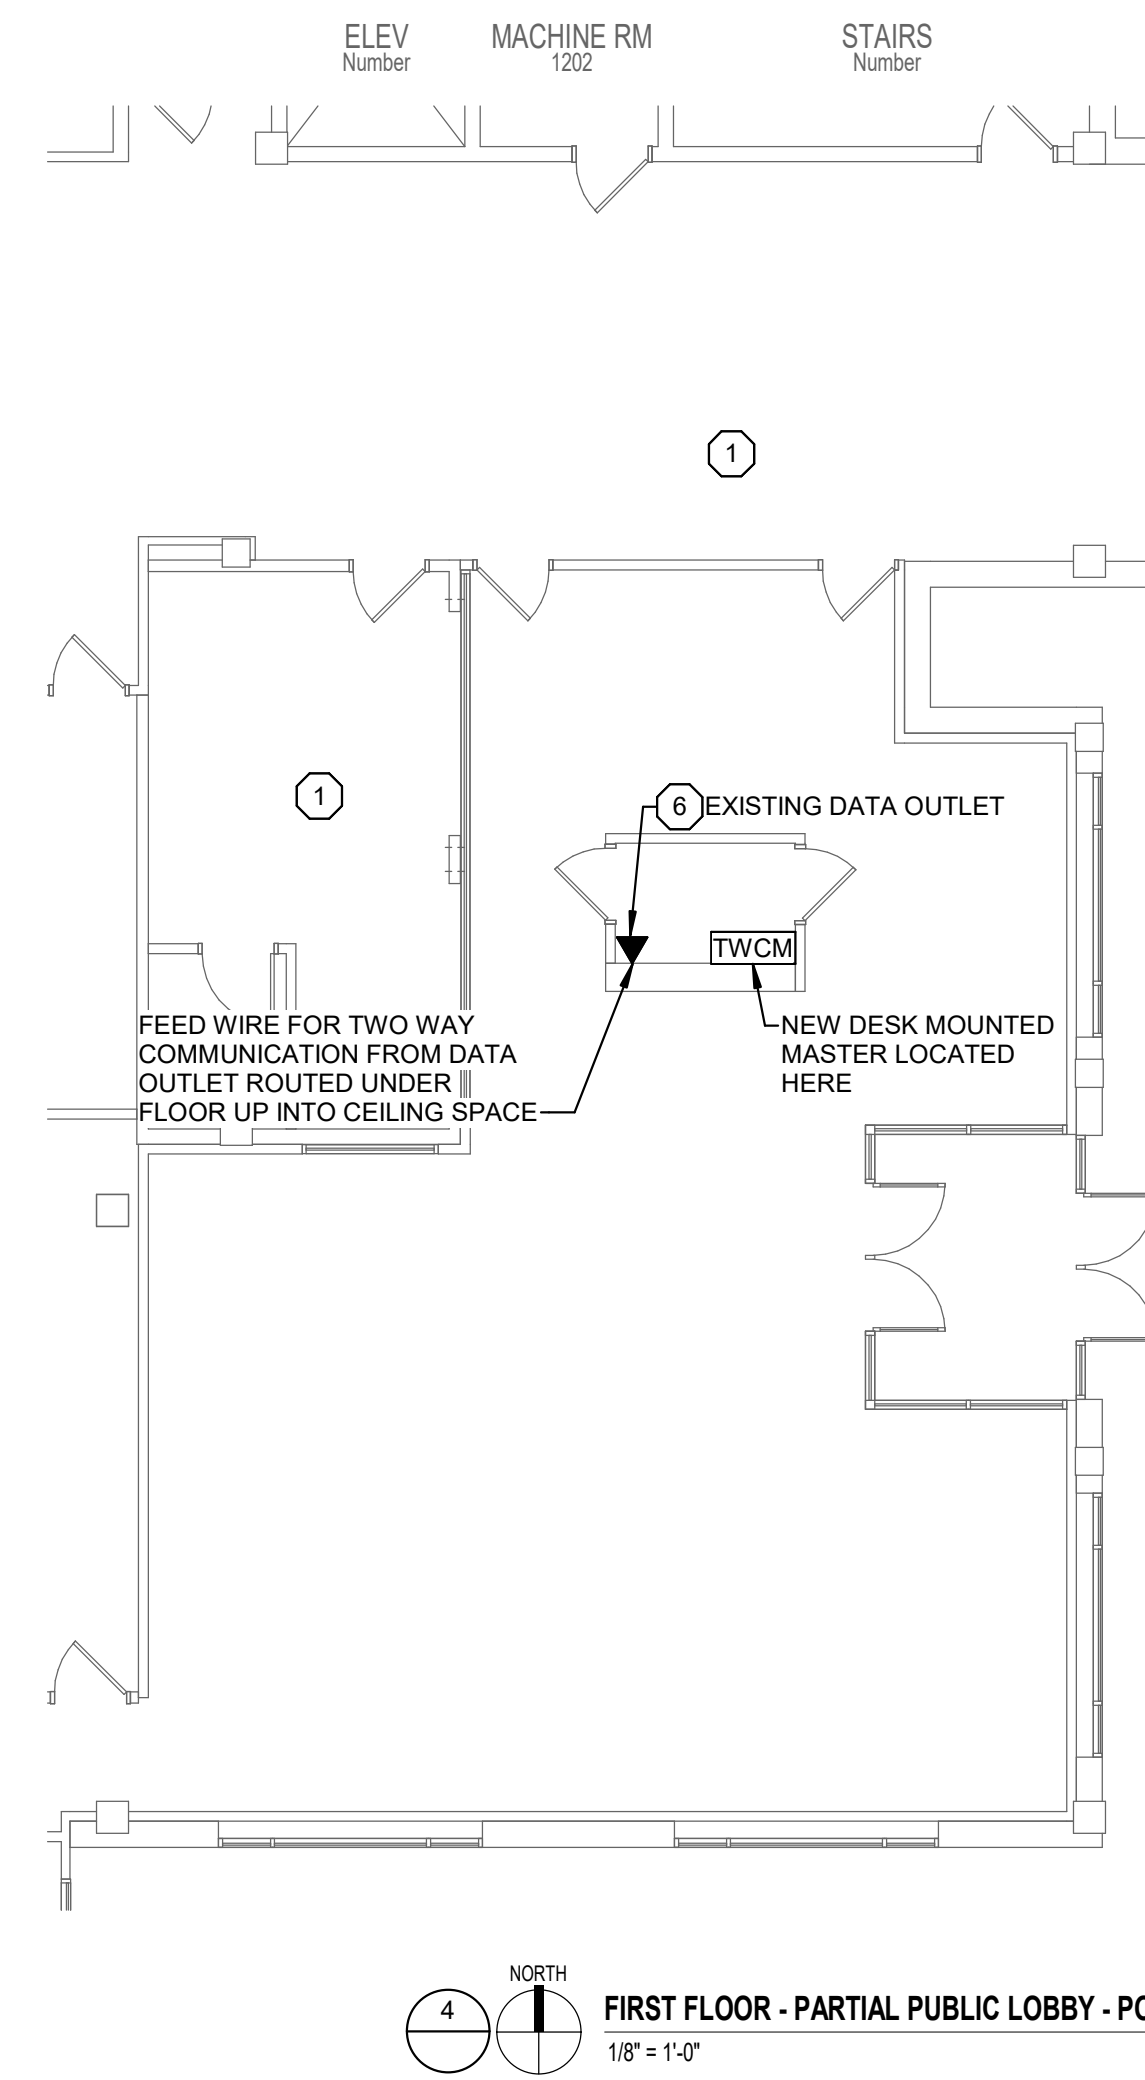 ELEV
Number
MACHINE RM
1202
STAIRS
Number
1
1
6 EXISTING DATA OUTLET
TWCM
FEED WIRE FOR TWO WAY
COMMUNICATION FROM DATA
OUTLET ROUTED UNDER
FLOOR UP INTO CEILING SPACE
NEW DESK MOUNTED
MASTER LOCATED
HERE
NORTH
4
FIRST FLOOR - PARTIAL PUBLIC LOBBY -
1/8" = 1'-0"